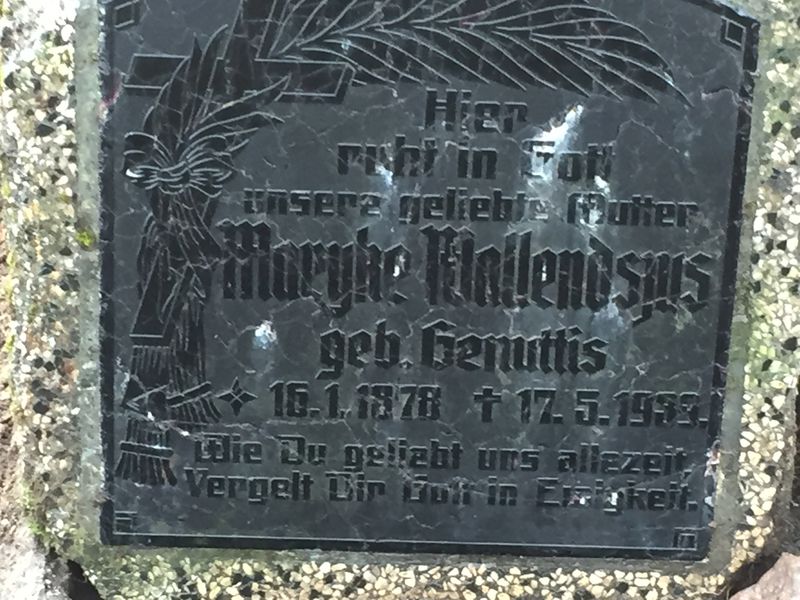 Hier
ruht in Gott
unsere geliebte Mutter
Maryke Wallendszus
geb. Genuttis
16.1.1878 † 17.5.1933.
Wie Du geliebt uns allezeit,
Vergelt Dir Gott in Ewigkeit.